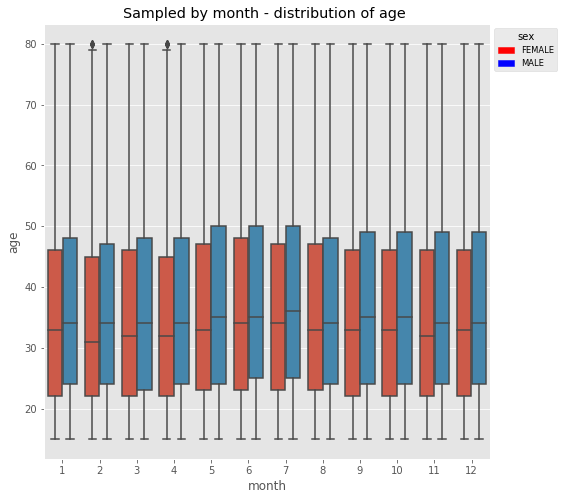 Sampled by month - distribution of age
sex
FEMALE
MALE
80
70
60
50
40
30
20
age
1 2 3 4 5 6 7 8 9 10 11 12
month